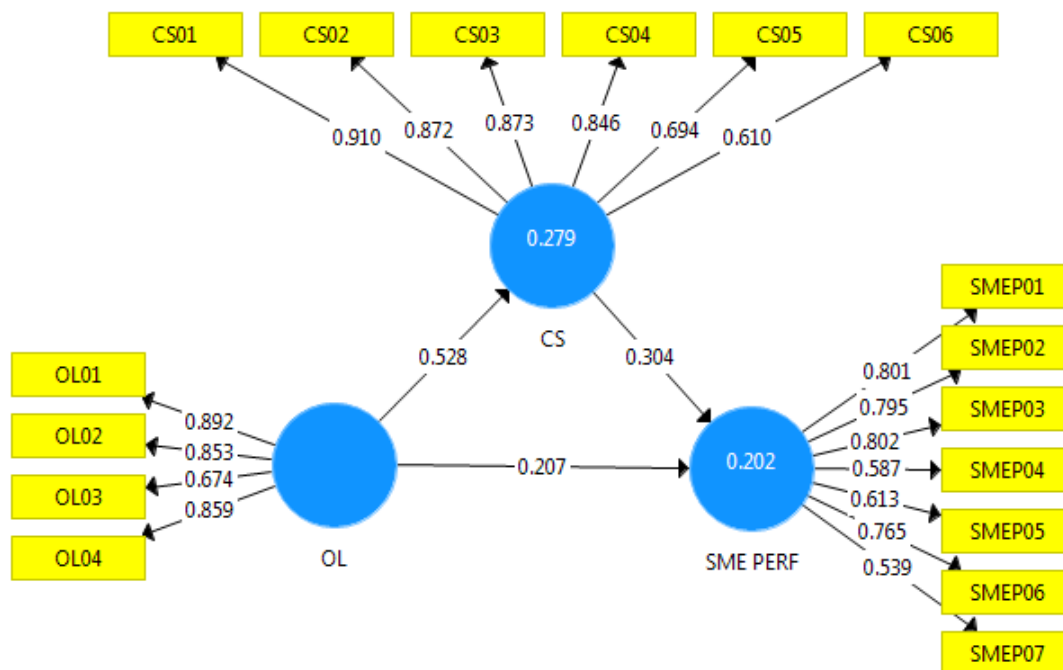 CS01 CS02 CS03 CS04 CS05 CS06
0.910 0.872 0.873 0.846 0.694 0.610
0.279
CS
0.528 0.304
OL01
OL02
OL03
OL04
0.892
0.853
0.674
0.859
OL
0.207
0.202
SME PERF
0.801
0.795
0.802
0.587
0.613
0.765
0.539
SMEP01
SMEP02
SMEP03
SMEP04
SMEP05
SMEP06
SMEP07